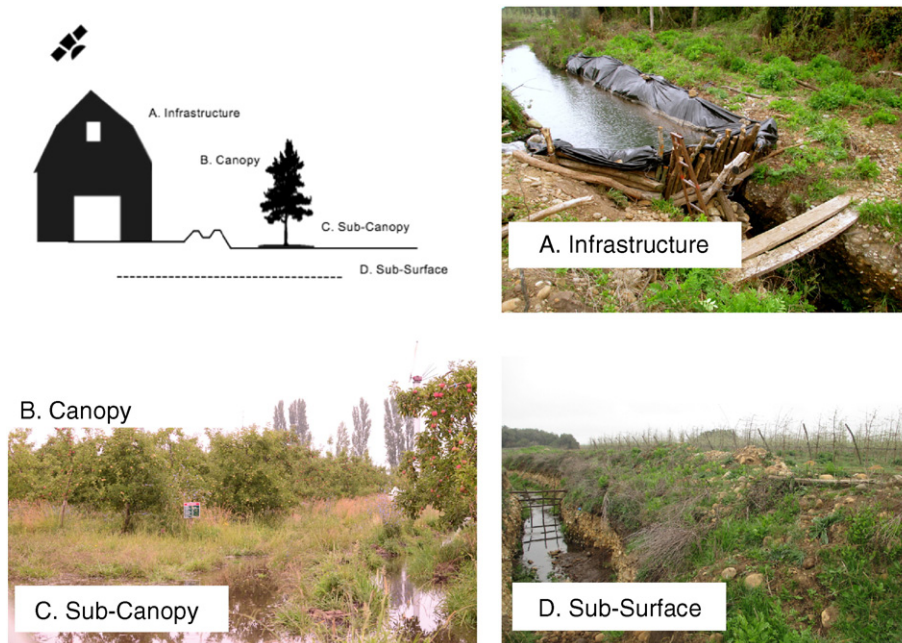 A. Infrastructure
B. Canopy
C. Sub-Canopy
D. Sub-Surface
A. Infrastructure
B. Canopy
C. Sub-Canopy
D. Sub-Surface